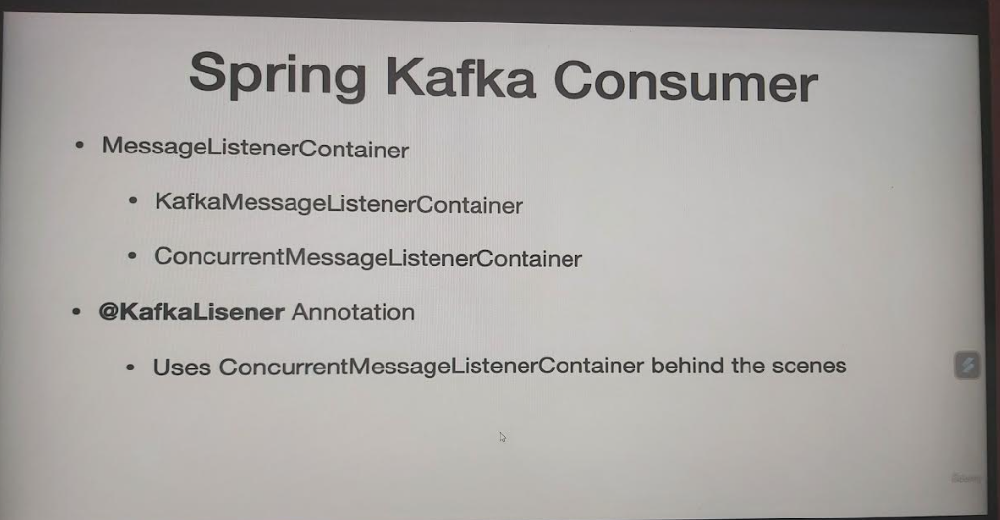 Spring Kafka Consumer
• MessageListenerContainer
• KafkaMessageListenerContainer
• ConcurrentMessageListenerContainer
• @KafkaLisener Annotation
• Uses ConcurrentMessageListenerContainer behind the scenes